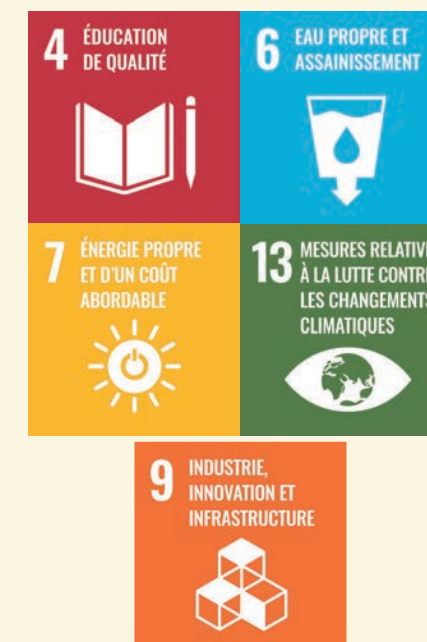 4 ÉDUCATION
DE QUALITÉ
6 EAU PROPRE ET
ASSAINISSEMENT
7 ÉNERGIE PROPRE
ET D'UN COÛT
ABORDABLE
13 MESURES RELATIVE
À LA LUTTE CONTRE
LES CHANGEMENTS
CLIMATIQUES
9 INDUSTRIE,
INNOVATION ET
INFRASTRUCTURE